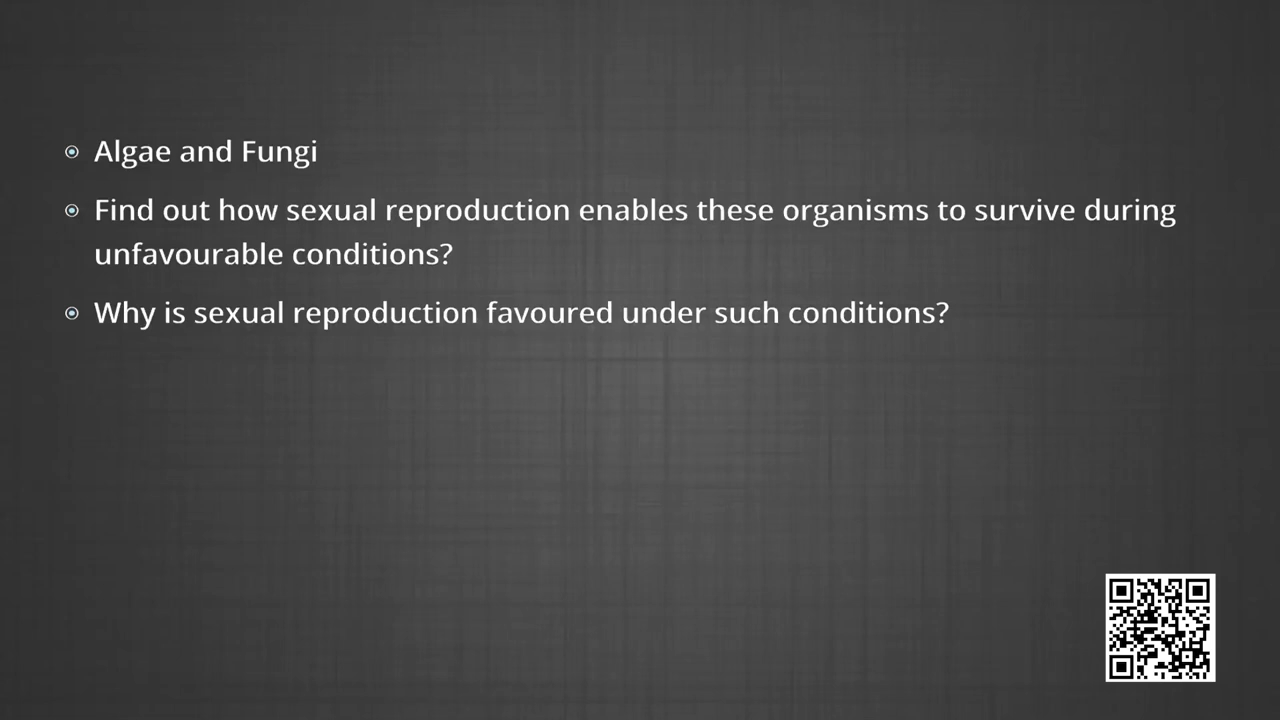 Algae and Fungi
Find out how sexual reproduction enables these organisms to survive during
unfavourable conditions?
Why is sexual reproduction favoured under such conditions?